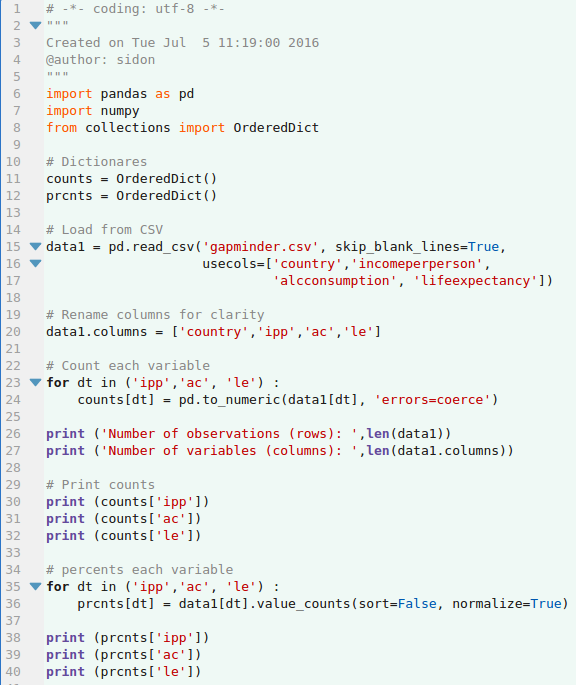 1 # -*- coding: utf-8 -*-
2 """
3 Created on Tue Jul  5 11:19:00 2016
4 @author: sidon
5 """
6 import pandas as pd
7 import numpy
8 from collections import OrderedDict
9
10 # Dictionares
11 counts = OrderedDict()
12 prcnts = OrderedDict()
13
14 # Load from CSV
15 data1 = pd.read_csv('gapminder.csv', skip_blank_lines=True,
16                     usecols=['country','incomeperperson',
17                              'alcconsumption', 'lifeexpectancy'])
18
19 # Rename columns for clarity
20 data1.columns = ['country','ipp','ac','le']
21
22 # Count each variable
23 for dt in ('ipp','ac', 'le') :
24     counts[dt] = pd.to_numeric(data1[dt], 'errors=coerce')
25
26 print ('Number of observations (rows): ',len(data1))
27 print ('Number of variables (columns): ',len(data1.columns))
28
29 # Print counts
30 print (counts['ipp'])
31 print (counts['ac'])
32 print (counts['le'])
33
34 # percents each variable
35 for dt in ('ipp','ac', 'le') :
36     prcnts[dt] = data1[dt].value_counts(sort=False, normalize=True)
37
38 print (prcnts['ipp'])
39 print (prcnts['ac'])
40 print (prcnts['le'])